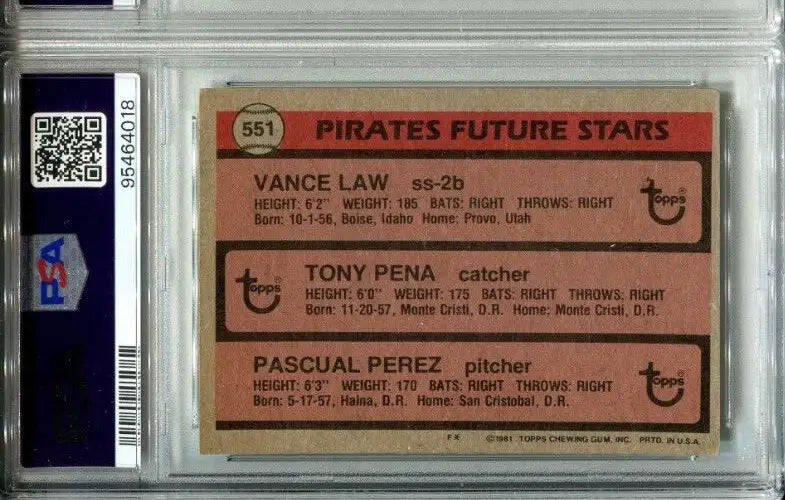 551 PIRATES FUTURE STARS
VANCE LAW ss-2b
HEIGHT: 6'2" WEIGHT: 185 BATS: RIGHT THROWS: RIGHT
Born: 10-1-56, Boise, Idaho Home: Provo, Utah
Topps®
TONY PENA catcher
HEIGHT: 6'0" WEIGHT: 175 BATS: RIGHT THROWS: RIGHT
Born: 11-20-57, Monte Cristi, D.R. Home: Monte Cristi, D.R.
Topps®
PASCUAL PEREZ pitcher
HEIGHT: 6'3" WEIGHT: 170 BATS: RIGHT THROWS: RIGHT
Born: 5-17-57, Haina, D.R. Home: San Cristobal, D.R.
Topps®
F* ©1981 TOPPS CHEWING GUM, INC. PRTD. IN U.S.A.
95464018
PSA